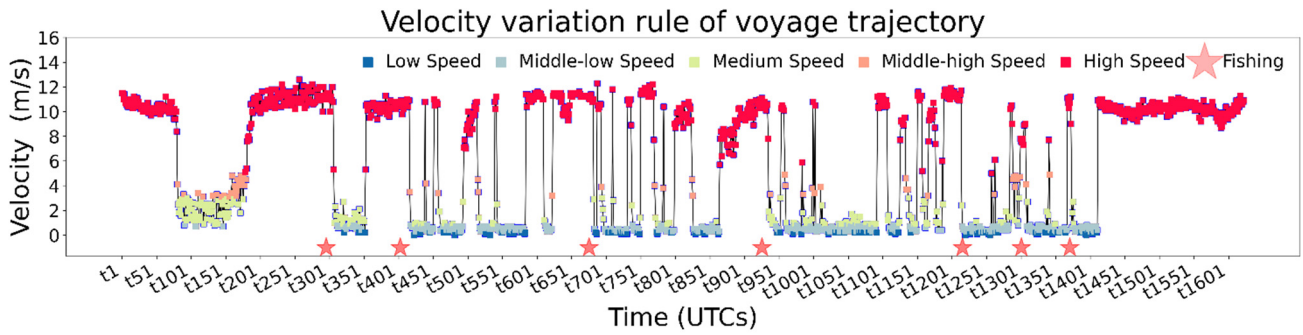 Velocity variation rule of voyage trajectory
Low Speed Middle-low Speed Medium Speed Middle-high Speed High Speed Fishing
Velocity (m/s)
16
14
12
10
8
6
4
2
0
t1 t51 t101 t151 t201 t251 t301 t351 t401 t451 t501 t551 t601 t651 t701 t751 t801 t851 t901 t951 t1001 t1051 t1101 t1151 t1201 t1251 t1301 t1351 t1401 t1451 t1501 t1551 t1601
Time (UTCs)